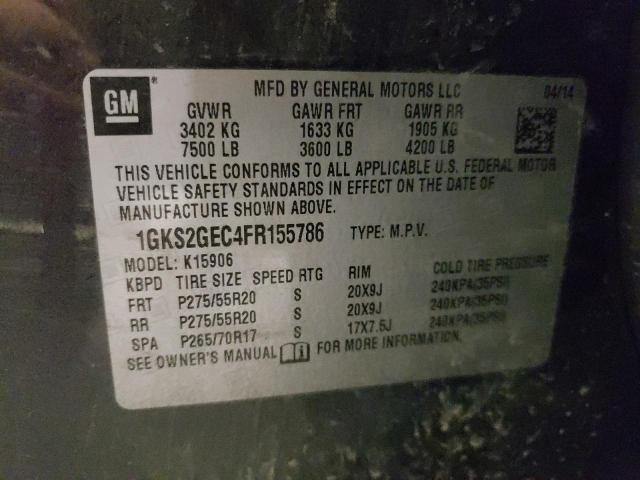 GM ®
MFD BY GENERAL MOTORS LLC 04/14
GVWR GAWR FRT GAWR RR
3402 KG 1633 KG 1905 KG
7500 LB 3600 LB 4200 LB
THIS VEHICLE CONFORMS TO ALL APPLICABLE U.S. FEDERAL MOTOR
VEHICLE SAFETY STANDARDS IN EFFECT ON THE DATE OF
MANUFACTURE SHOWN ABOVE.
1GKS2GEC4FR155786 TYPE: M.P.V.
MODEL: K15906
KBPD TIRE SIZE SPEED RTG RIM COLD TIRE PRESSURE
FRT P275/55R20 S 20X9J 240KPA(35PSI)
RR P275/55R20 S 20X9J 240KPA(35PSI)
SPA P265/70R17 S 17X7.5J 240KPA(35PSI)
SEE OWNER'S MANUAL FOR MORE INFORMATION.